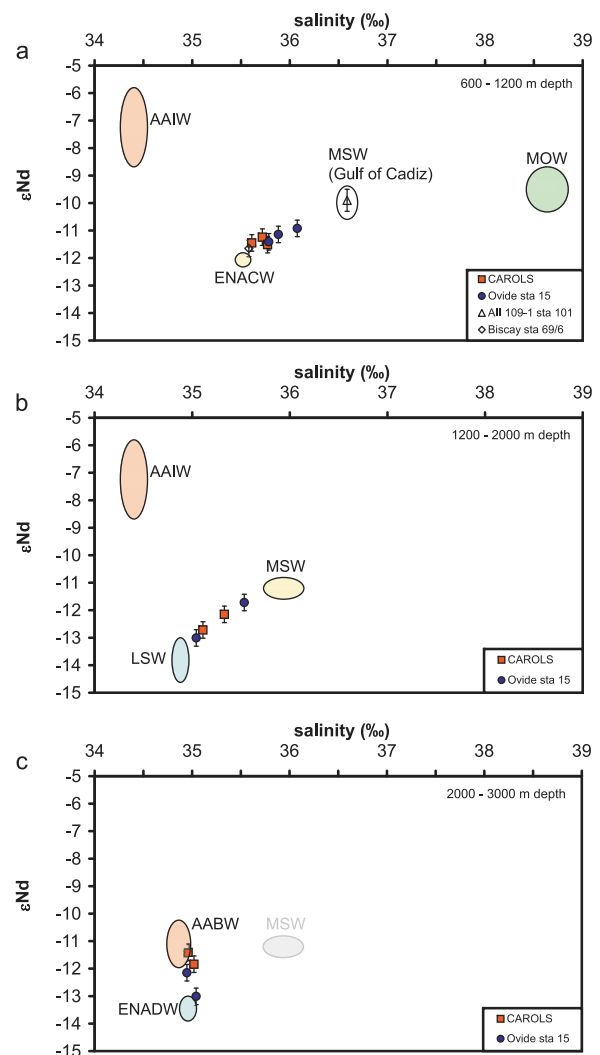 salinity (‰)
34 35 36 37 38 39
a
-5
600 - 1200 m depth
-6
-7
AAIW
-8
MSW
(Gulf of Cadiz)
MOW
-9
εNd
-10
-11
-12
ENACW
-13
-14
-15
CAROLS
Ovide sta 15
AII 109-1 sta 101
Biscay sta 69/6
salinity (‰)
34 35 36 37 38 39
b
-5
1200 - 2000 m depth
-6
-7
AAIW
-8
-9
εNd
-10
MSW
-11
-12
-13
LSW
-14
-15
CAROLS
Ovide sta 15
salinity (‰)
34 35 36 37 38 39
c
-5
2000 - 3000 m depth
-6
-7
-8
-9
εNd
-10
AABW
MSW
-11
-12
-13
ENADW
-14
-15
CAROLS
Ovide sta 15